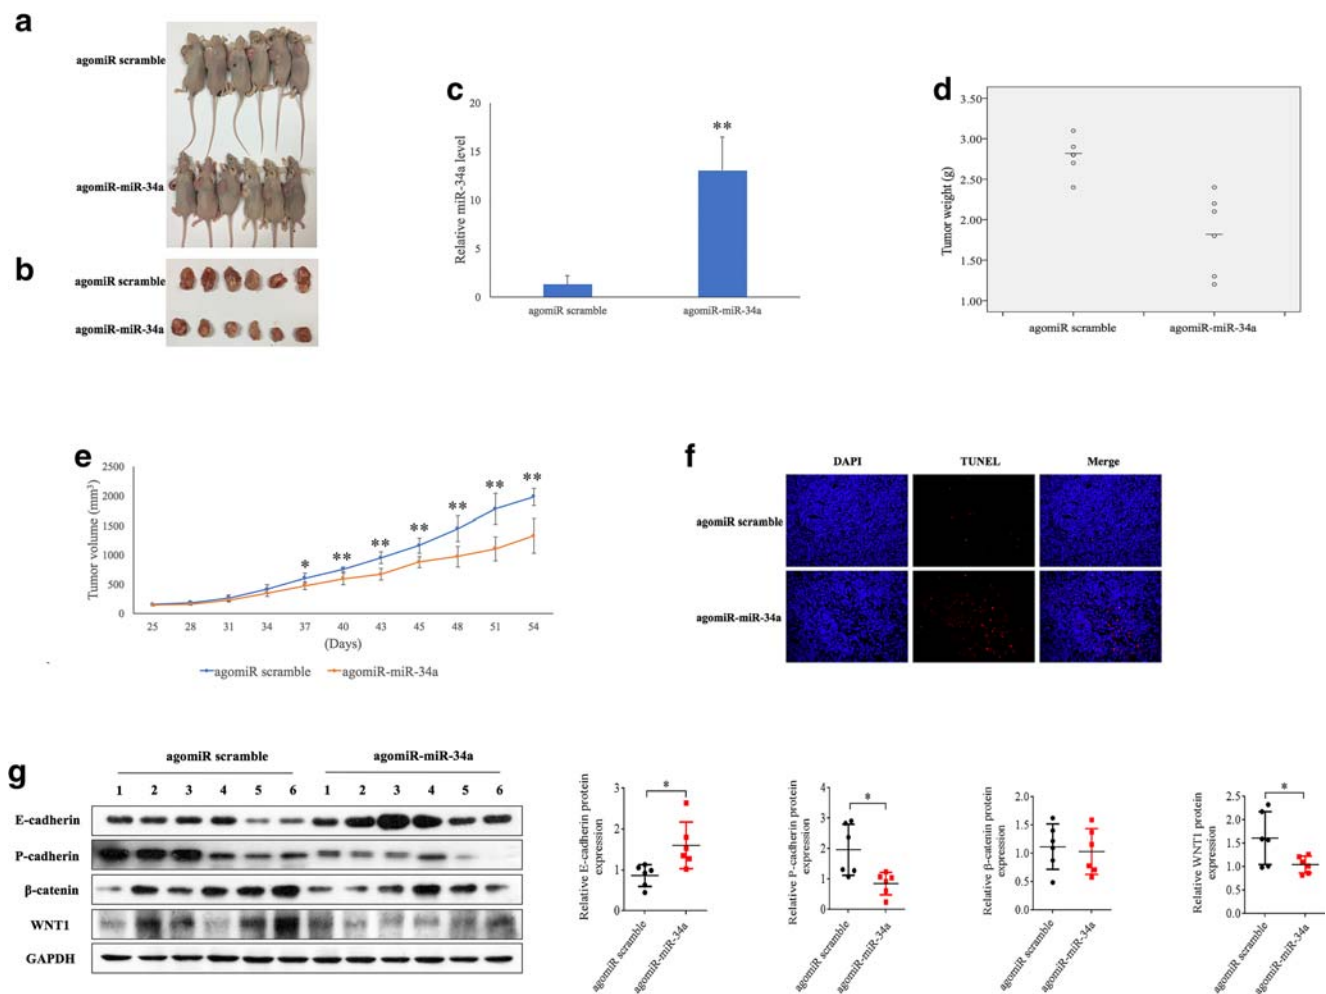 a
agomiR scramble
agomiR-miR-34a
b
agomiR scramble
agomiR-miR-34a
c
Relative miR-34a level
20
15
10
5
0
**
agomiR scramble
agomiR-miR-34a
d
Tumor weight (g)
3.50
3.00
2.50
2.00
1.50
1.00
agomiR scramble
agomiR-miR-34a
e
Tumor volume (mm³)
2500
2000
1500
1000
500
0
* ** ** ** ** ** **
25 28 31 34 37 40 43 45 48 51 54
(Days)
agomiR scramble agomiR-miR-34a
f
DAPI TUNEL Merge
agomiR scramble
agomiR-miR-34a
g
agomiR scramble agomiR-miR-34a
1 2 3 4 5 6 1 2 3 4 5 6
E-cadherin
P-cadherin
β-catenin
WNT1
GAPDH
Relative E-cadherin protein
expression
3
2
1
0
*
agomiR scramble
agomiR-miR-34a
Relative P-cadherin protein
expression
4
3
2
1
0
*
agomiR scramble
agomiR-miR-34a
Relative β-catenin protein
expression
2.0
1.5
1.0
0.5
0.0
agomiR scramble
agomiR-miR-34a
Relative WNT1 protein
expression
2.5
2.0
1.5
1.0
0.5
0.0
*
agomiR scramble
agomiR-miR-34a